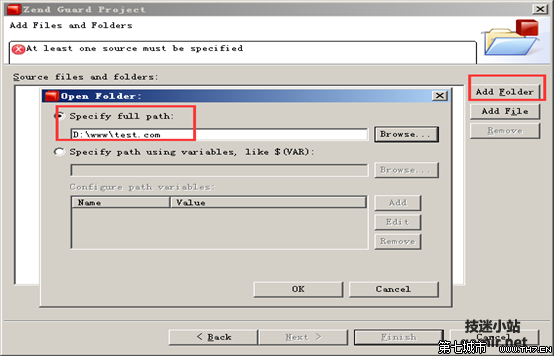 Zend Guard Project
Add Files and Folders
At least one source must be specified
Source files and folders:
Add Folder
Add File
Remove
Open Folder:
Specify full path:
D:\www\test.com
Browse...
Specify path using variables, like $(VAR):
Browse...
Configure path variables:
Name Value
Add
Edit
Remove
OK Cancel
技迷小站
< Back Next > Finish Cancel
第七城市 WWW.TH7.CN